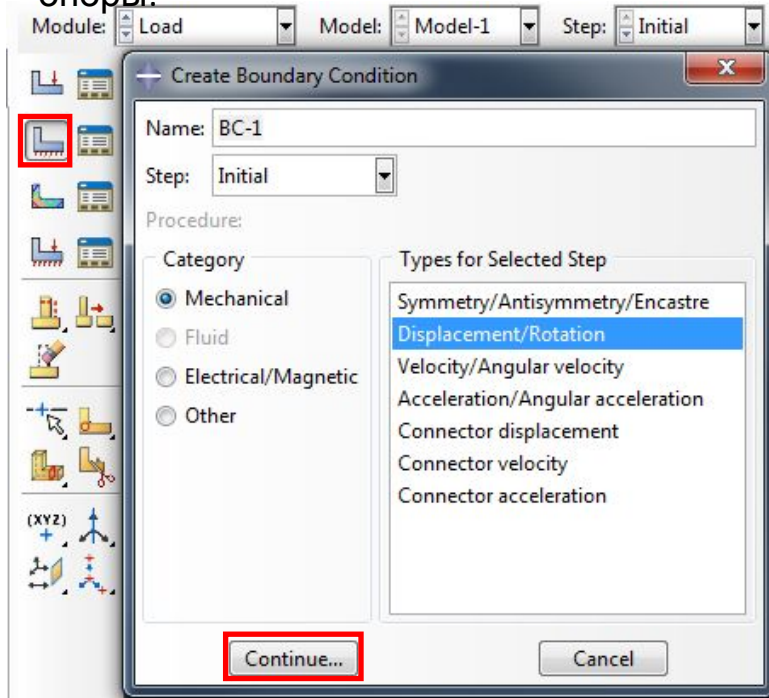 опоры.
Module: Load Model: Model-1 Step: Initial
Create Boundary Condition
Name: BC-1
Step: Initial
Procedure:
Category
Mechanical
Fluid
Electrical/Magnetic
Other
Types for Selected Step
Symmetry/Antisymmetry/Encastre
Displacement/Rotation
Velocity/Angular velocity
Acceleration/Angular acceleration
Connector displacement
Connector velocity
Connector acceleration
(XYZ)
Continue... Cancel